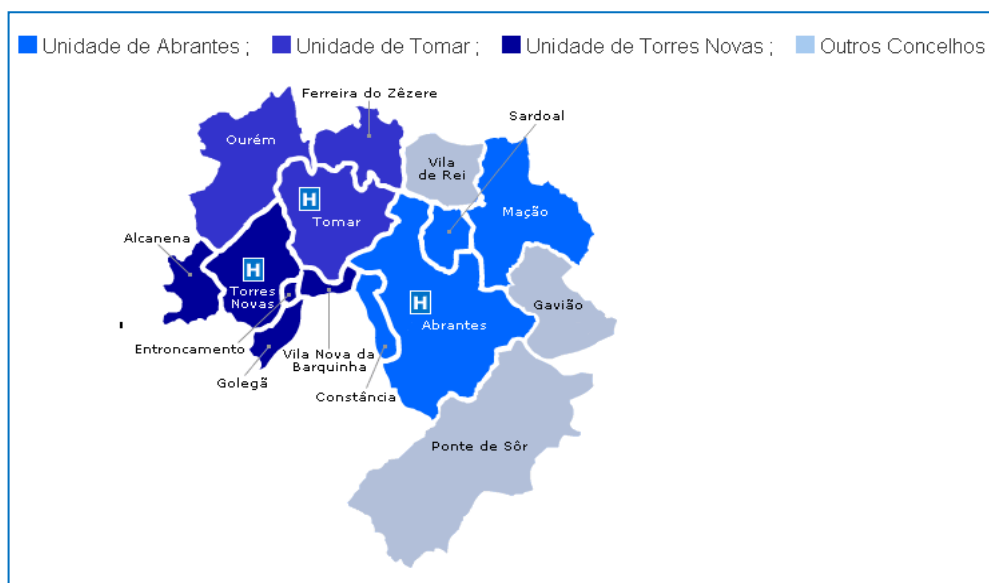 Unidade de Abrantes ; Unidade de Tomar ; Unidade de Torres Novas ; Outros Concelhos
Ferreira do Zêzere
Sardoal
Ourém
Vila
de Rei
H
Tomar
Mação
Alcanena
H
Torres
Novas
H
Abrantes
Gavião
Entroncamento
Vila Nova da
Barquinha
Golegã
Constância
Ponte de Sôr